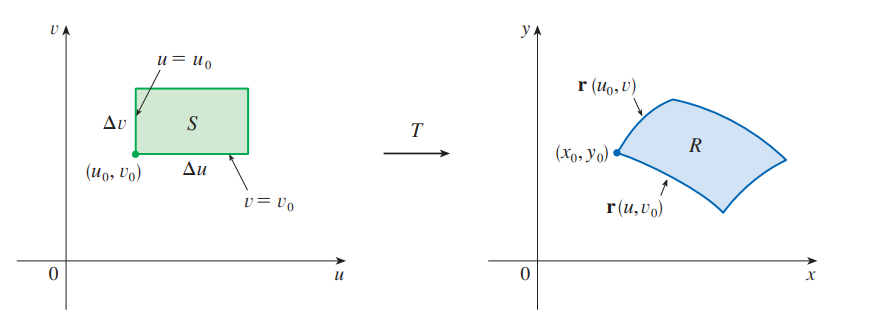 v
u = u₀
Δv
S
(u₀, v₀)
Δu
v = v₀
0
u
T
y
r (u₀, v)
(x₀, y₀)
R
r (u, v₀)
0
x